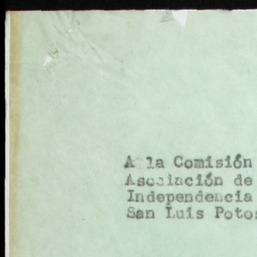 A la Comisión
Asociación de
Independencia
San Luis Poto